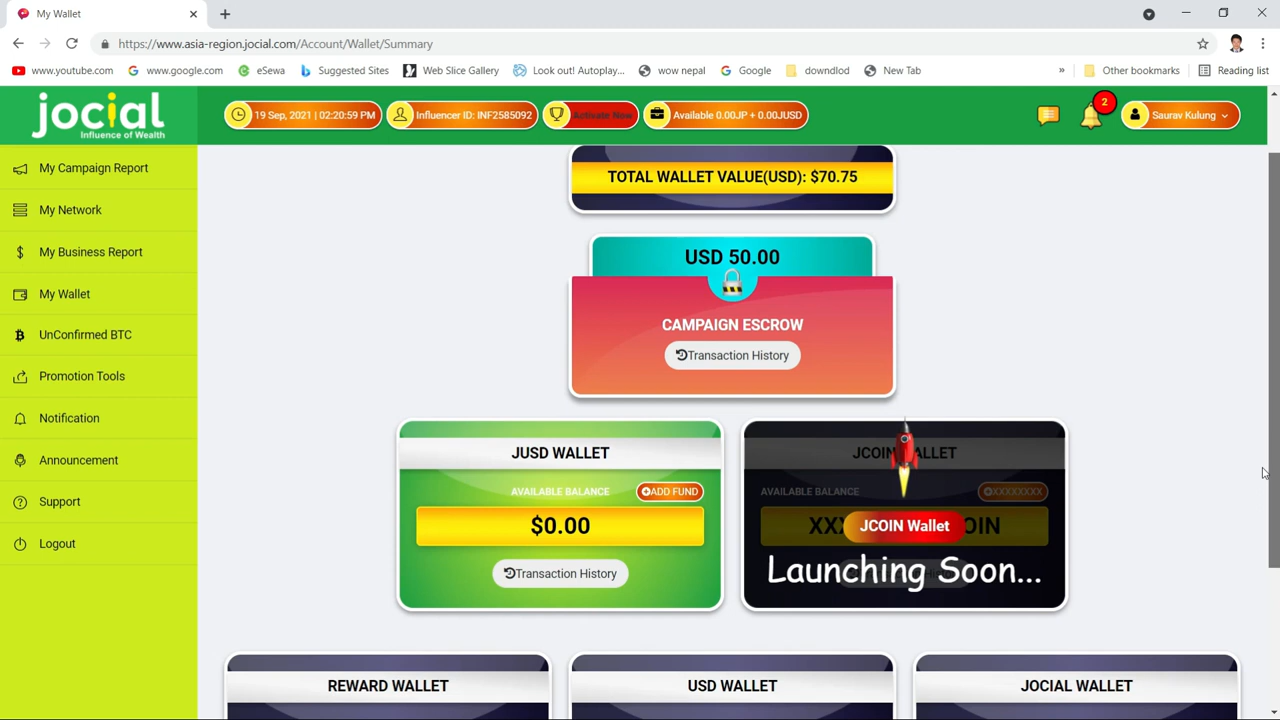 My Wallet
https://www.asia-region.jocial.com/Account/Wallet/Summary
www.youtube.com
www.google.com
eSewa
Suggested Sites
Web Slice Gallery
Look out! Autoplay...
wow nepal
Google
downdlod
New Tab
»
Other bookmarks
Reading list
jocial
Influence of Wealth
19 Sep, 2021 | 02:20:59 PM
Influencer ID: INF2585092
Activate Now
Available 0.00JP + 0.00JUSD
2
Saurav Kulung
My Campaign Report
My Network
My Business Report
My Wallet
UnConfirmed BTC
Promotion Tools
Notification
Announcement
Support
Logout
TOTAL WALLET VALUE(USD): $70.75
USD 50.00
CAMPAIGN ESCROW
Transaction History
JUSD WALLET
AVAILABLE BALANCE
ADD FUND
$0.00
Transaction History
AVAILABLE BALANCE
XXXXXXXX
JCOIN Wallet
Launching Soon...
REWARD WALLET
USD WALLET
JOCIAL WALLET